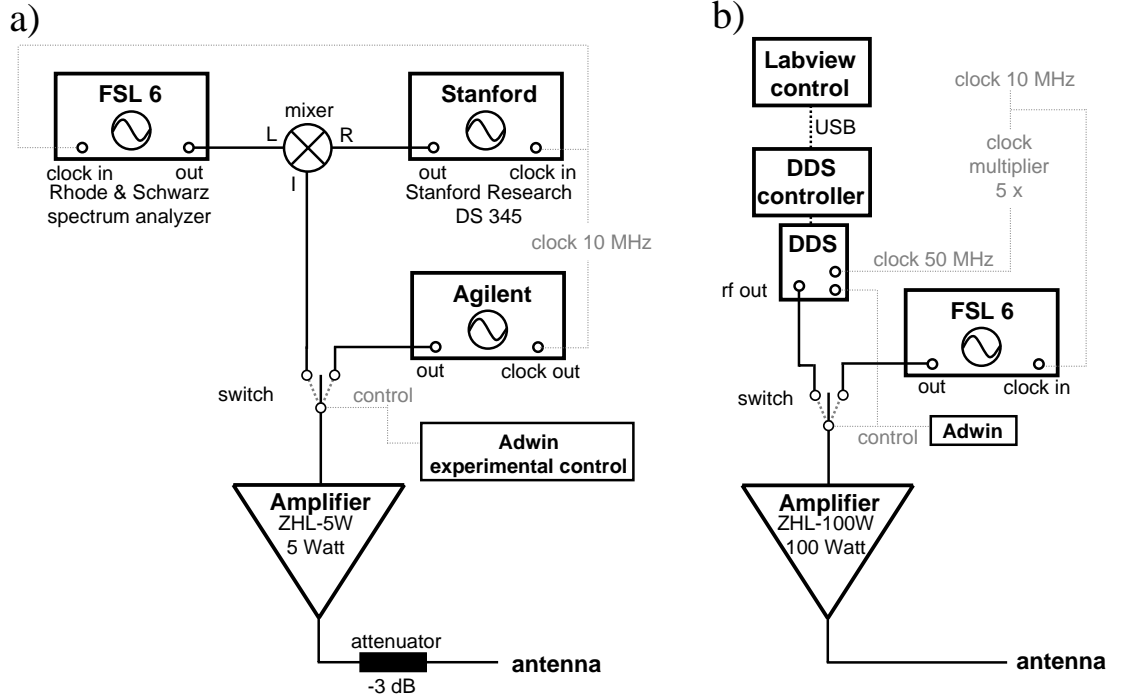 a)
FSL 6
clock in
out
Rhode & Schwarz
spectrum analyzer
mixer
L
R
I
Stanford
out
clock in
Stanford Research
DS 345
clock 10 MHz
Agilent
out
clock out
switch
control
Adwin
experimental control
Amplifier
ZHL-5W
5 Watt
attenuator
-3 dB
antenna
b)
Labview
control
USB
DDS
controller
DDS
rf out
clock 10 MHz
clock
multiplier
5 x
clock 50 MHz
FSL 6
out
clock in
switch
control
Adwin
Amplifier
ZHL-100W
100 Watt
antenna